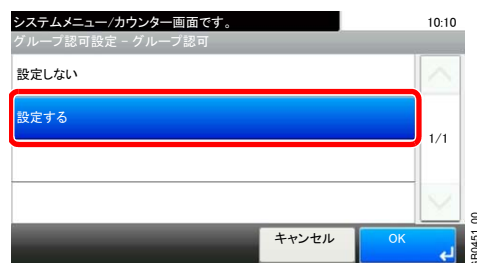 システムメニュー/カウンター画面です。
10:10
グループ認可設定 - グループ認可
設定しない
設定する
1/1
キャンセル
OK
GB0451_00